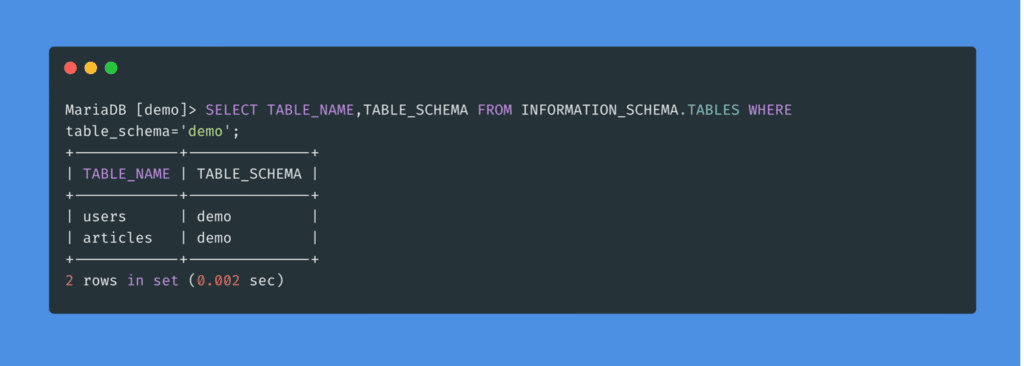 MariaDB [demo]> SELECT TABLE_NAME,TABLE_SCHEMA FROM INFORMATION_SCHEMA.TABLES WHERE
table_schema='demo';
+------------+--------------+
| TABLE_NAME | TABLE_SCHEMA |
+------------+--------------+
| users      | demo         |
| articles   | demo         |
+------------+--------------+
2 rows in set (0.002 sec)